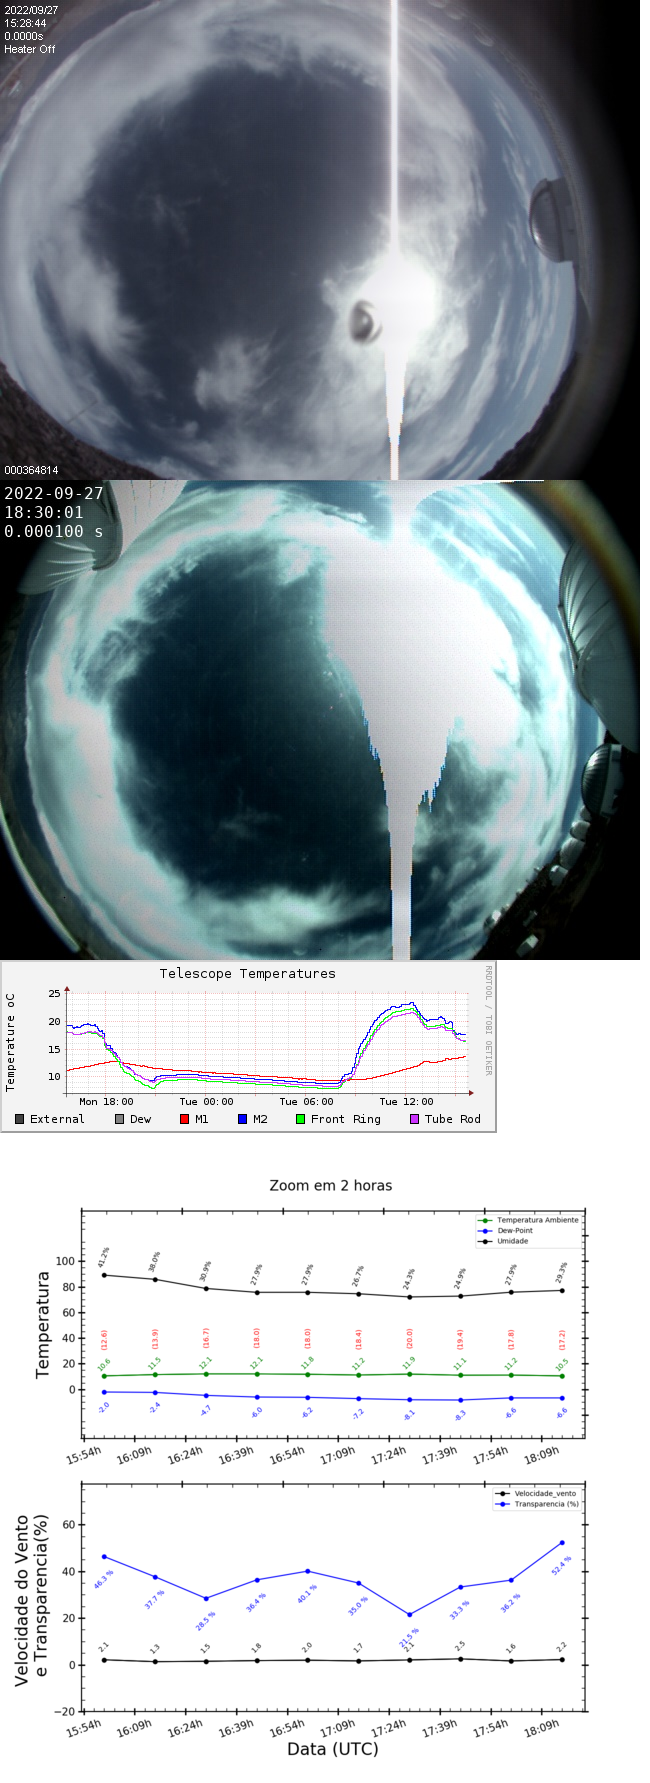 2022/09/27
15:28:44
0.0000s
Heater Off
000364814
2022-09-27
18:30:01
0.000100 s
Telescope Temperatures
Temperature oC
25
20
15
10
Mon 18:00 Tue 00:00 Tue 06:00 Tue 12:00
External Dew M1 M2 Front Ring Tube Rod
RRDTOOL / TOBI OETIKER
Zoom em 2 horas
Temperatura Ambiente
Dew-Point
Umidade
Temperatura
100
80
60
40
20
0
41.2% 38.0% 30.9% 27.9% 27.9% 26.7% 24.3% 24.9% 27.9% 29.3%
(12.6) (13.9) (16.7) (18.0) (18.0) (18.4) (20.0) (19.4) (17.8) (17.2)
10.6 11.5 12.1 12.1 11.8 11.2 11.9 11.1 11.2 10.5
-2.0 -2.4 -4.7 -6.0 -6.2 -7.2 -8.1 -8.3 -6.6 -6.6
15:54h 16:09h 16:24h 16:39h 16:54h 17:09h 17:24h 17:39h 17:54h 18:09h
Velocidade_vento
Transparencia (%)
Velocidade do Vento
e Transparencia(%)
60
40
20
0
−20
46.3 % 37.7 % 28.5 % 36.4 % 40.1 % 35.0 % 21.5 % 33.3 % 36.2 % 52.4 %
2.1 1.3 1.5 1.8 2.0 1.7 2.1 2.5 1.6 2.2
15:54h 16:09h 16:24h 16:39h 16:54h 17:09h 17:24h 17:39h 17:54h 18:09h
Data (UTC)